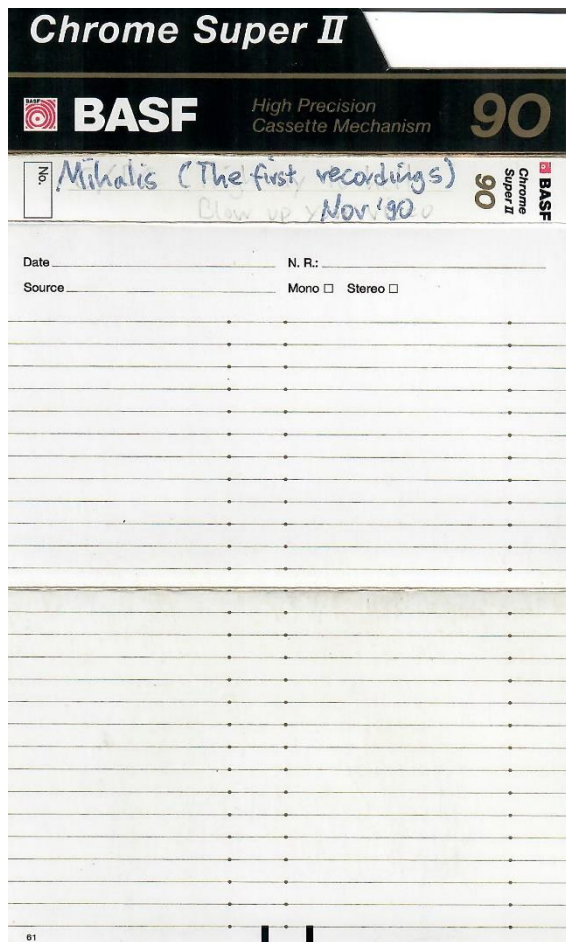 Chrome Super II
BASF BASF High Precision 90
Cassette Mechanism
No. Mihalis (The first recordings)
Nov '90
BASF
Chrome
Super II
90
Date N. R.:
Source Mono Stereo
61